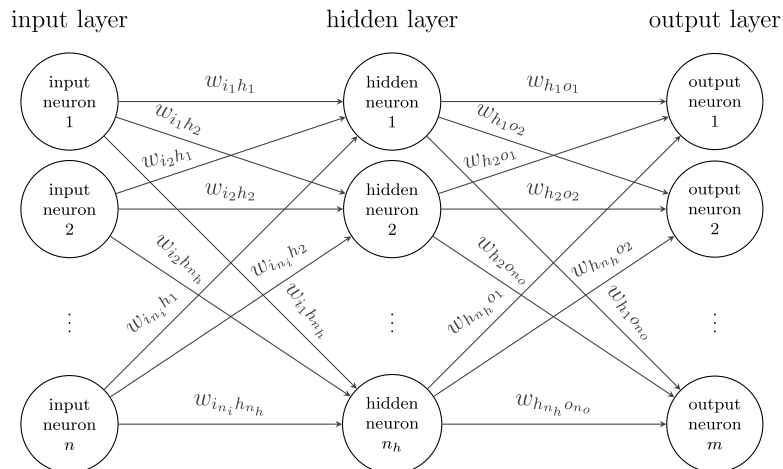 input layer
hidden layer
output layer
input
neuron
1
hidden
neuron
1
output
neuron
1
input
neuron
2
hidden
neuron
2
output
neuron
2
⋮
⋮
⋮
input
neuron
n
hidden
neuron
n_h
output
neuron
m
w_{i_1h_1}
w_{i_1h_2}
w_{i_2h_1}
w_{i_2h_2}
w_{i_2h_{n_h}}
w_{i_{n_i}h_2}
w_{i_{n_i}h_1}
w_{i_1h_{n_h}}
w_{i_{n_i}h_{n_h}}
w_{h_1o_1}
w_{h_1o_2}
w_{h_2o_1}
w_{h_2o_2}
w_{h_2o_{n_o}}
w_{h_{n_h}o_2}
w_{h_{n_h}o_1}
w_{h_1o_{n_o}}
w_{h_{n_h}o_{n_o}}